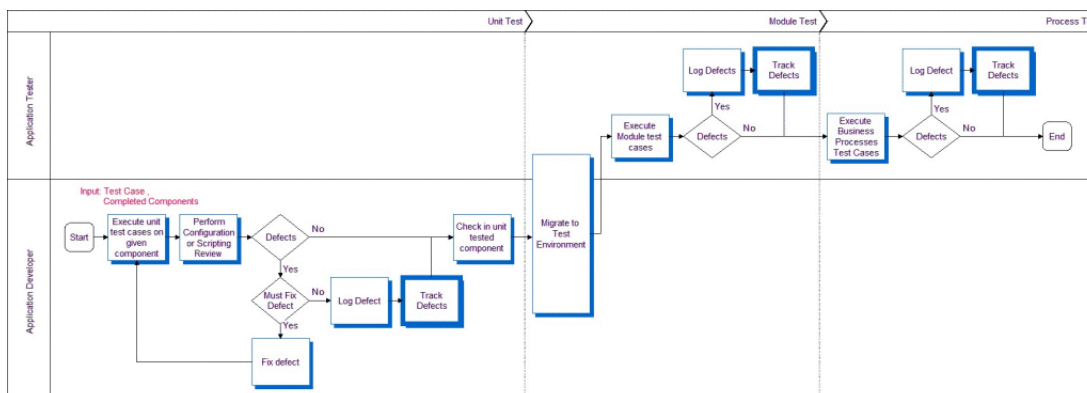 Unit Test
Module Test
Process T
Application Tester
Log Defects
Track
Defects
Yes
Execute
Module test
cases
Defects
No
Log Defect
Track
Defects
Yes
Execute
Business
Processes
Test Cases
Defects
No
End
Application Developer
Input: Test Case ,
Completed Components
Start
Execute unit
test cases on
given
component
Perform
Configuration
or Scripting
Review
Defects
No
Check in unit
tested
component
Migrate to
Test
Environment
Yes
Must Fix
Defect
No
Log Defect
Track
Defects
Yes
Fix defect